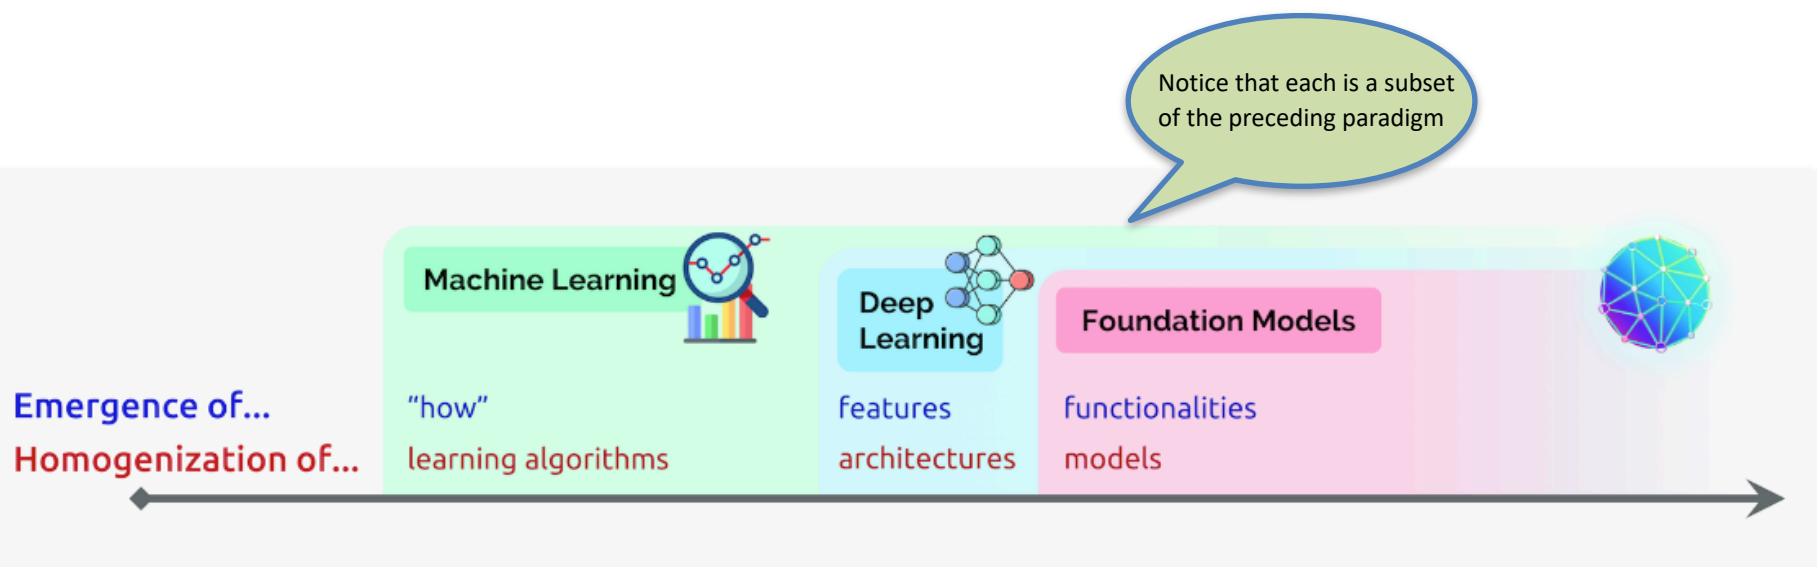 Notice that each is a subset
of the preceding paradigm
Machine Learning
Deep
Learning
Foundation Models
Emergence of...
“how”
features
functionalities
Homogenization of...
learning algorithms
architectures
models